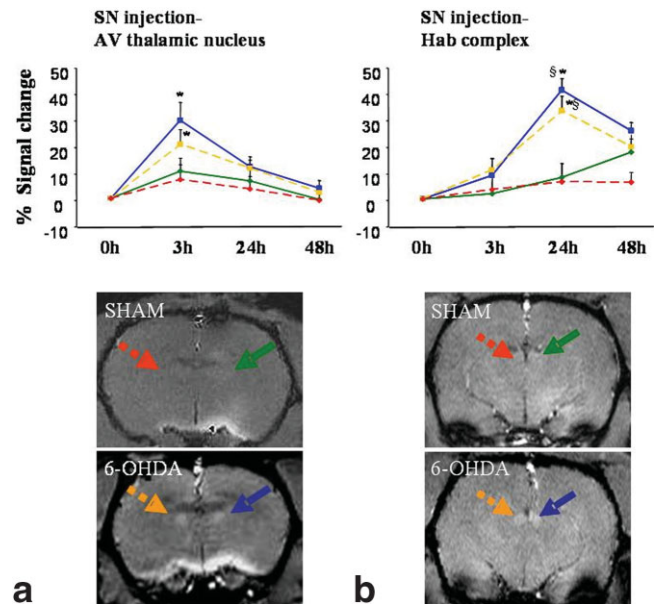 SN injection-
AV thalamic nucleus
SN injection-
Hab complex
% Signal change
50
40
30
20
10
0
-10
*
*
0h 3h 24h 48h
50
40
30
20
10
0
-10
§ *
*§
0h 3h 24h 48h
SHAM
SHAM
6-OHDA
6-OHDA
a
b